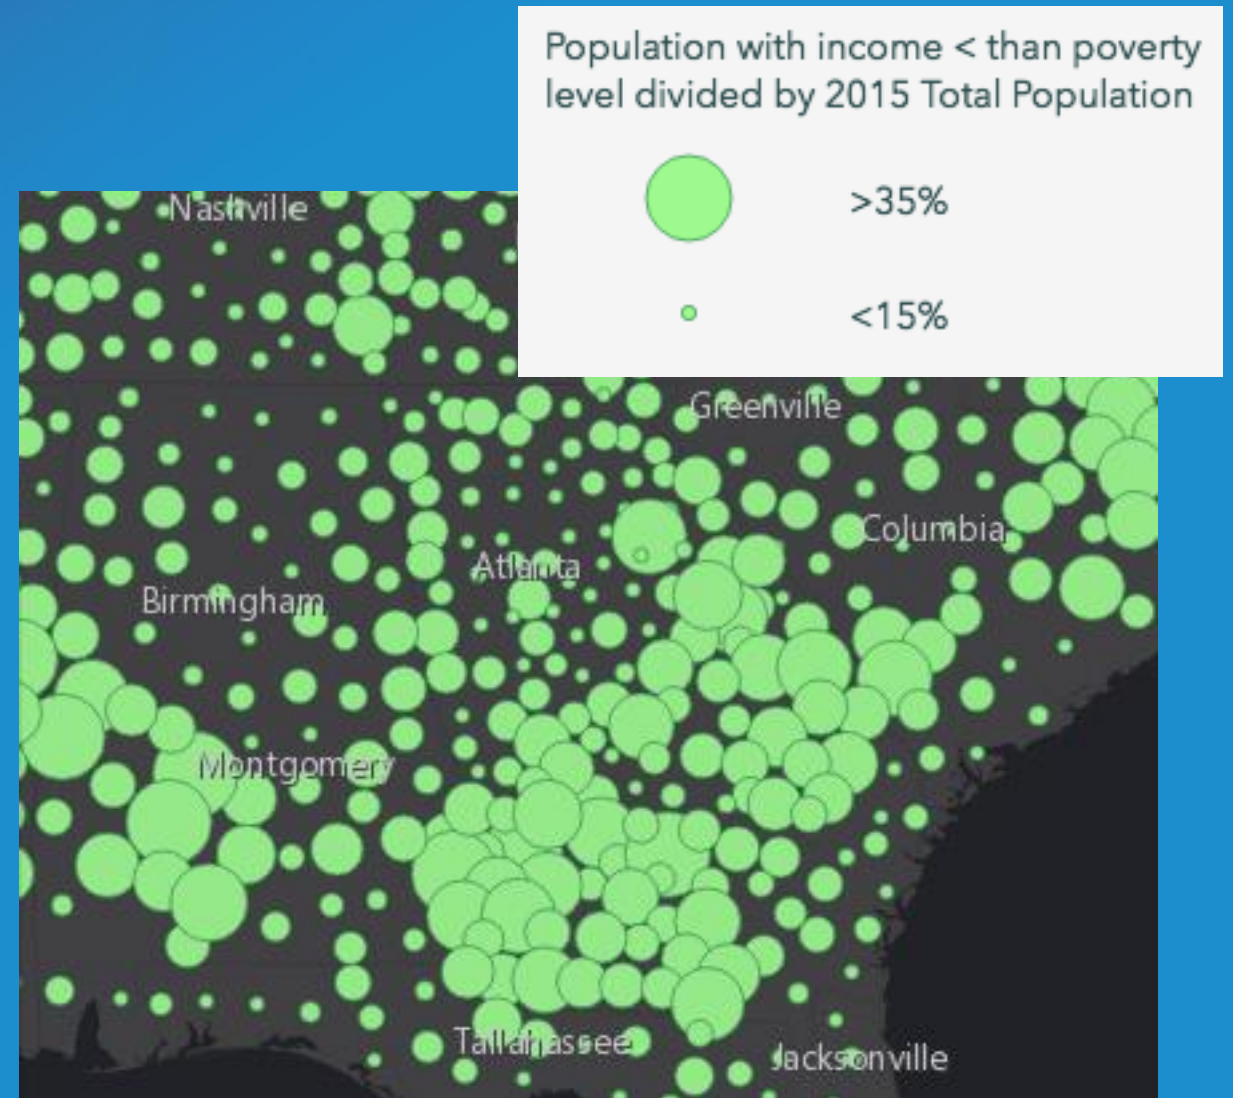 Population with income < than poverty
level divided by 2015 Total Population
>35%
<15%
Nashville
Greenville
Columbia
Atlanta
Birmingham
Montgomery
Tallahassee
Jacksonville